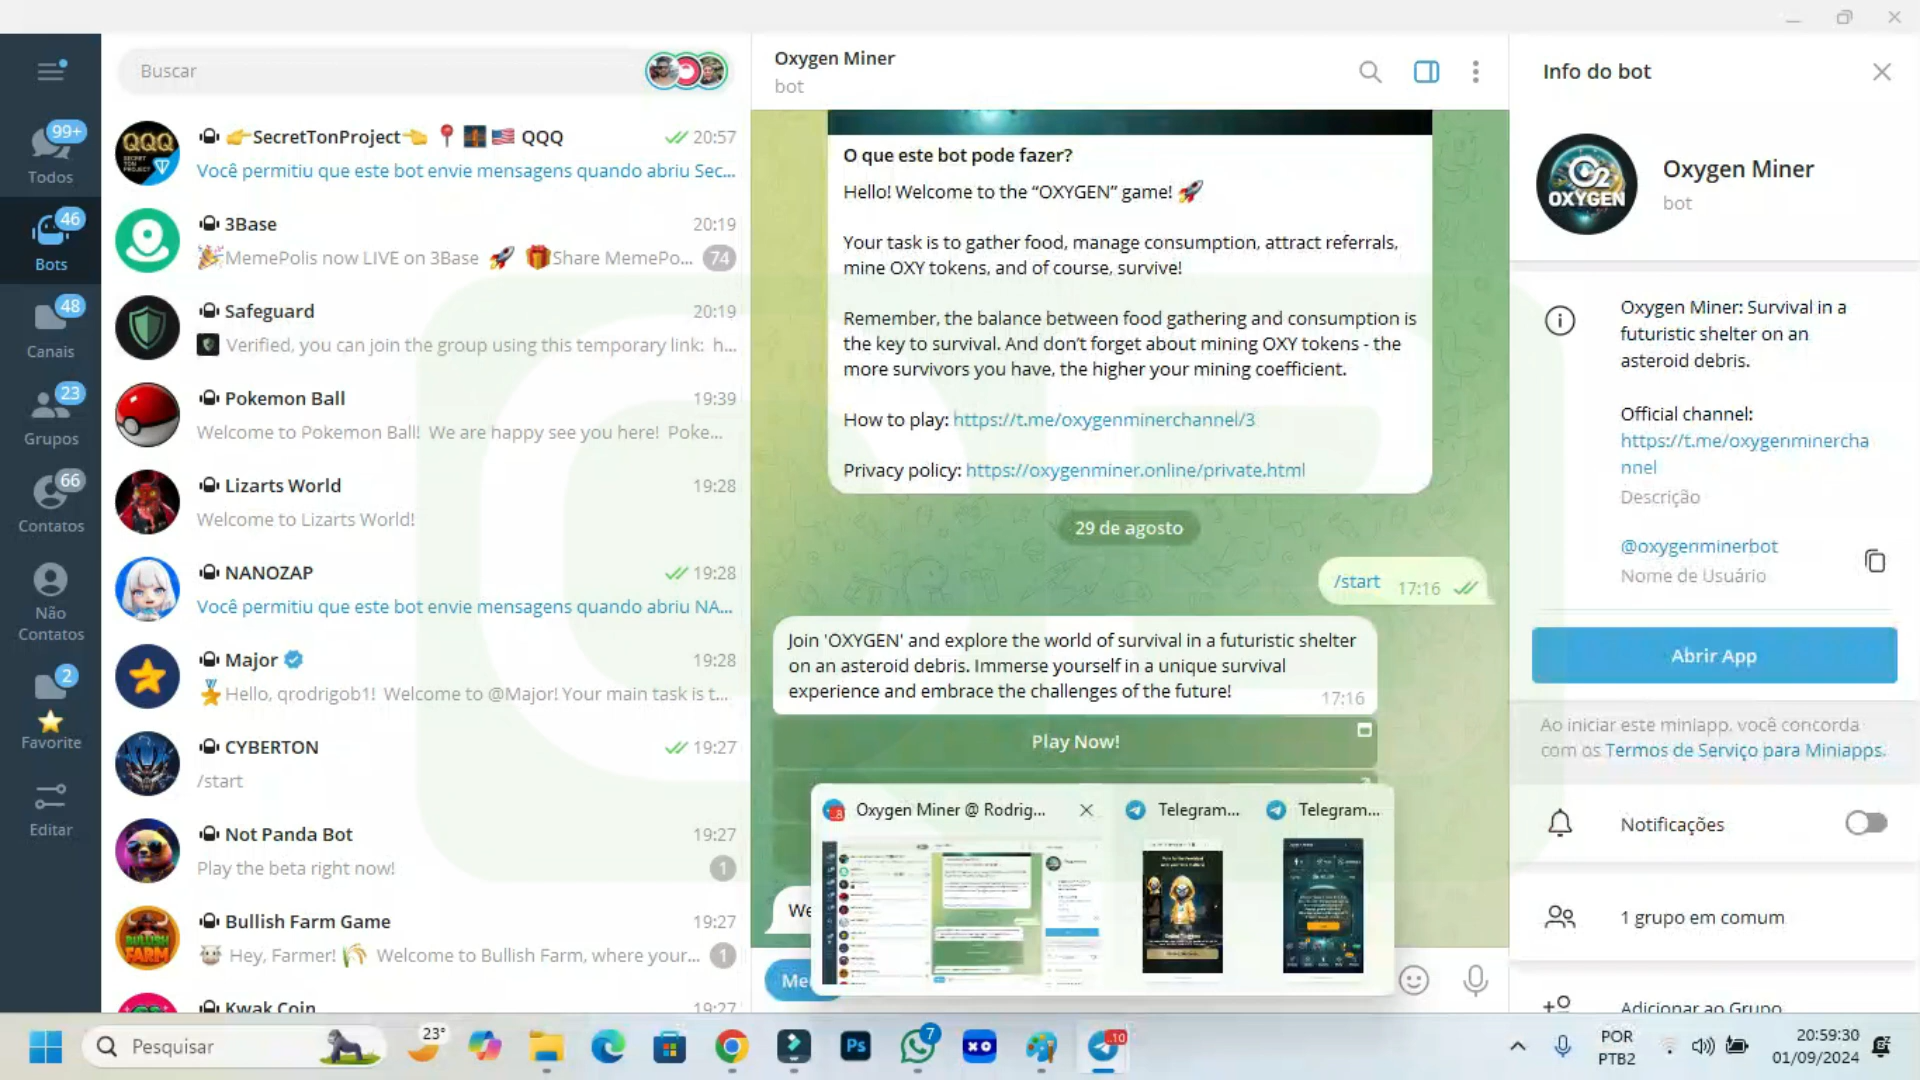 Buscar
99+
Todos
46
Bots
48
Canais
23
Grupos
66
Contatos
Não
Contatos
2
Favorite
Editar
👉SecretTonProject👈 📍 🌃 🇺🇸 QQQ
20:57
Você permitiu que este bot envie mensagens quando abriu Sec...
QQQ
SECRET
TON
PROJECT
3Base
20:19
🎉MemePolis now LIVE on 3Base 🚀 🎁Share MemePo...
74
Safeguard
20:19
Verified, you can join the group using this temporary link: h...
Pokemon Ball
19:39
Welcome to Pokemon Ball! We are happy see you here! Poke...
Lizarts World
19:28
Welcome to Lizarts World!
NANOZAP
19:28
Você permitiu que este bot envie mensagens quando abriu NA...
Major
19:28
🏅Hello, qrodrigob1! Welcome to @Major! Your main task is t...
CYBERTON
19:27
/start
Not Panda Bot
19:27
Play the beta right now!
1
Bullish Farm Game
19:27
🐮 Hey, Farmer! 🌾 Welcome to Bullish Farm, where your...
1
BULLISH
FARM
Kwak Coin
19:27
Oxygen Miner
bot
O que este bot pode fazer?
Hello! Welcome to the “OXYGEN” game! 🚀
Your task is to gather food, manage consumption, attract referrals,
mine OXY tokens, and of course, survive!
Remember, the balance between food gathering and consumption is
the key to survival. And don’t forget about mining OXY tokens - the
more survivors you have, the higher your mining coefficient.
How to play: https://t.me/oxygenminerchannel/3
Privacy policy: https://oxygenminer.online/private.html
29 de agosto
/start
17:16
Join 'OXYGEN' and explore the world of survival in a futuristic shelter
on an asteroid debris. Immerse yourself in a unique survival
experience and embrace the challenges of the future!
17:16
Play Now!
We
Me
Oxygen Miner @ Rodrig...
Telegram...
Telegram...
Info do bot
O2
OXYGEN
Oxygen Miner
bot
Oxygen Miner: Survival in a
futuristic shelter on an
asteroid debris.
Official channel:
https://t.me/oxygenminercha
nnel
Descrição
@oxygenminerbot
Nome de Usuário
Abrir App
Ao iniciar este miniapp, você concorda
com os Termos de Serviço para Miniapps.
Notificações
1 grupo em comum
Adicionar ao Grupo
Pesquisar
23°
Ps
7
XO
..10
POR
PTB2
20:59:30
01/09/2024